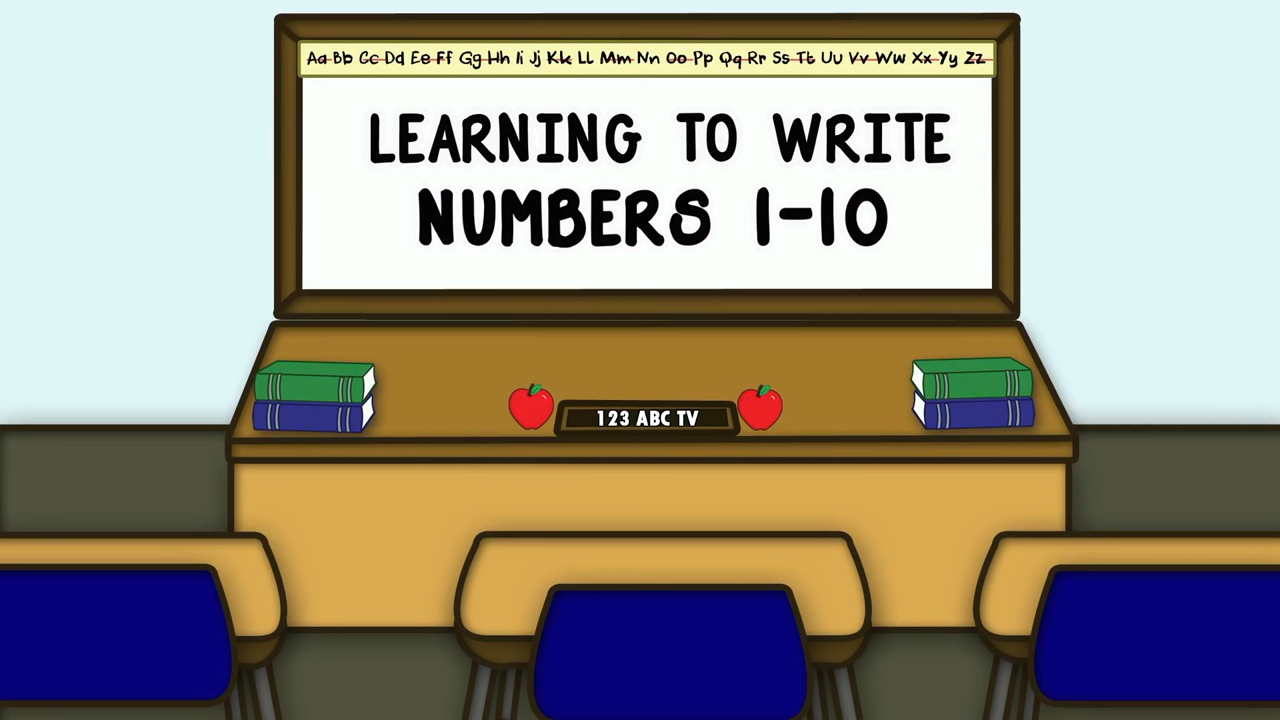 Aa Bb Cc Dd Ee Ff Gg Hh Ii Jj Kk LL Mm Nn Oo Pp Qq Rr Ss Tt Uu Vv Ww Xx Yy Zz
LEARNING TO WRITE
NUMBERS 1-10
123 ABC TV